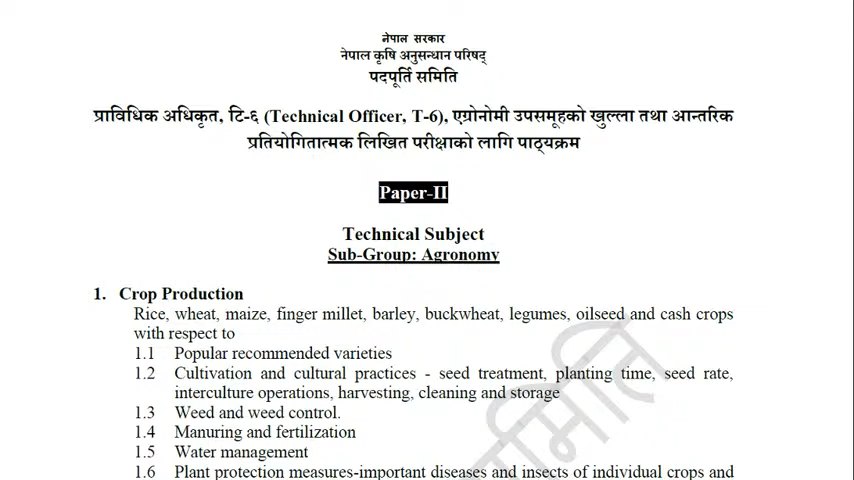 नेपाल सरकार
नेपाल कृषि अनुसन्धान परिषद्
पदपूर्ति समिति
प्राविधिक अधिकृत, टि-६ (Technical Officer, T-6), एग्रोनोमी उपसमूहको खुल्ला तथा आन्तरिक
प्रतियोगितात्मक लिखित परीक्षाको लागि पाठ्यक्रम
Paper-II
Technical Subject
Sub-Group: Agronomy
1. Crop Production
Rice, wheat, maize, finger millet, barley, buckwheat, legumes, oilseed and cash crops
with respect to
1.1 Popular recommended varieties
1.2 Cultivation and cultural practices - seed treatment, planting time, seed rate,
interculture operations, harvesting, cleaning and storage
1.3 Weed and weed control.
1.4 Manuring and fertilization
1.5 Water management
1.6 Plant protection measures-important diseases and insects of individual crops and
समिति